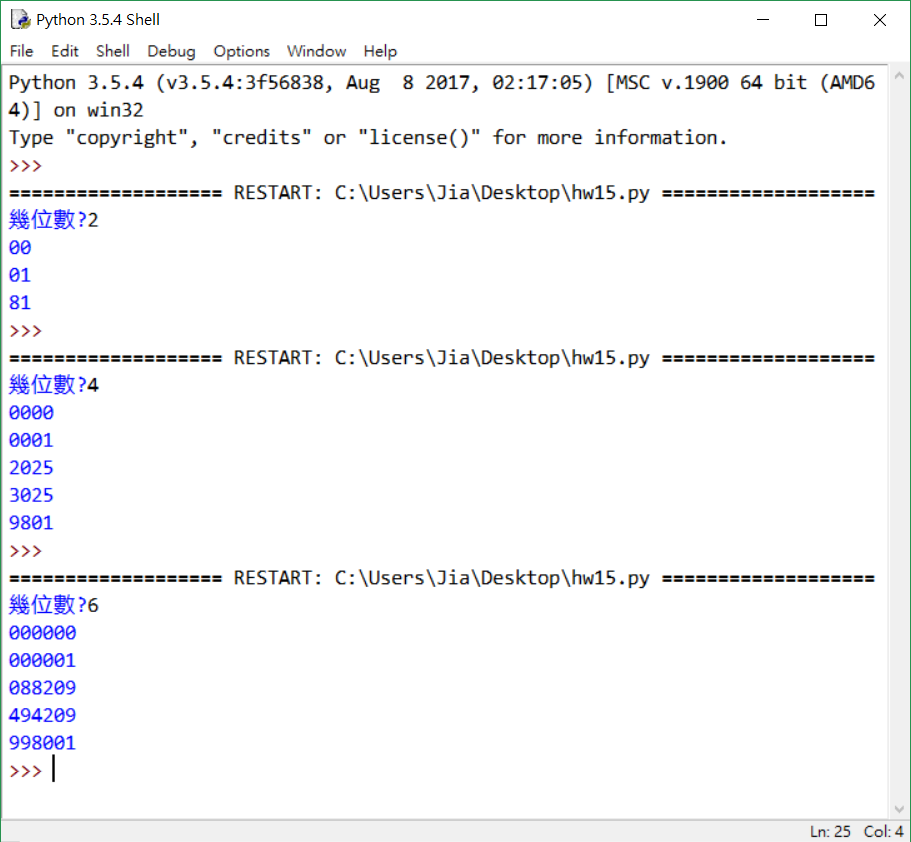 Python 3.5.4 Shell
File Edit Shell Debug Options Window Help
Python 3.5.4 (v3.5.4:3f56838, Aug  8 2017, 02:17:05) [MSC v.1900 64 bit (AMD6
4)] on win32
Type "copyright", "credits" or "license()" for more information.
>>>
=================== RESTART: C:\Users\Jia\Desktop\hw15.py ===================
幾位數?2
00
01
81
>>>
=================== RESTART: C:\Users\Jia\Desktop\hw15.py ===================
幾位數?4
0000
0001
2025
3025
9801
>>>
=================== RESTART: C:\Users\Jia\Desktop\hw15.py ===================
幾位數?6
000000
000001
088209
494209
998001
>>>
Ln: 25 Col: 4